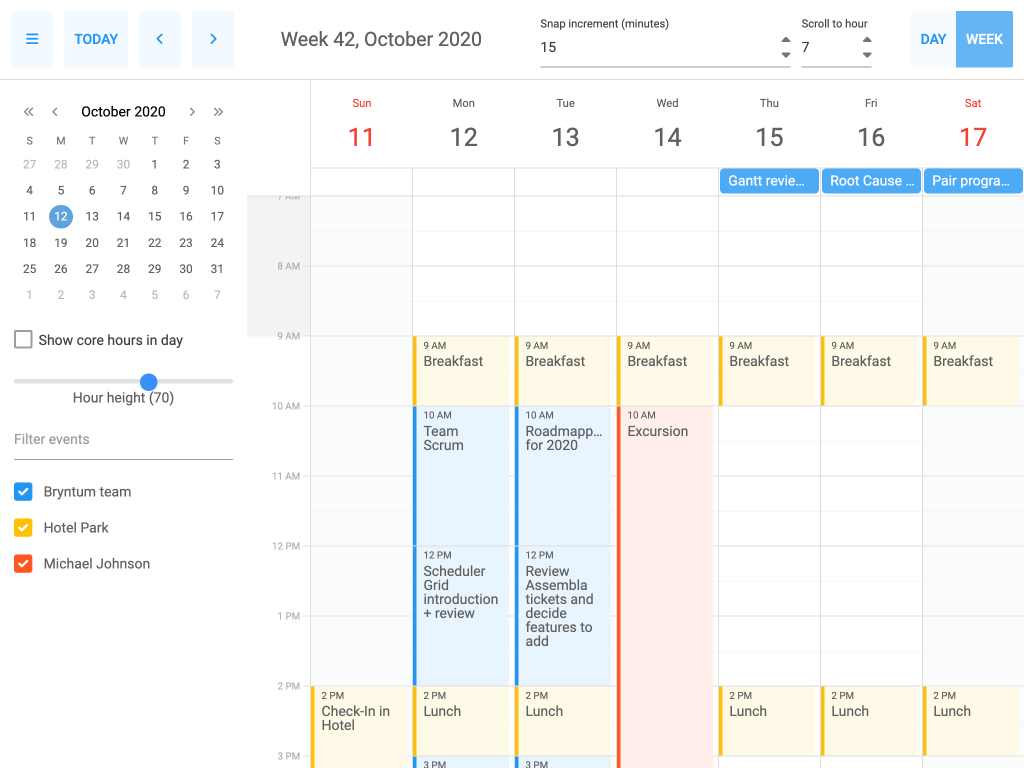 TODAY
Week 42, October 2020
Snap increment (minutes)
15
Scroll to hour
7
DAY
WEEK
October 2020
S M T W T F S
27 28 29 30 1 2 3
4 5 6 7 8 9 10
11 12 13 14 15 16 17
18 19 20 21 22 23 24
25 26 27 28 29 30 31
1 2 3 4 5 6 7
Show core hours in day
Hour height (70)
Filter events
Bryntum team
Hotel Park
Michael Johnson
Sun Mon Tue Wed Thu Fri Sat
11 12 13 14 15 16 17
Gantt revie... Root Cause ... Pair progra...
7 AM
8 AM
9 AM
10 AM
11 AM
12 PM
1 PM
2 PM
3 PM
2 PM
Check-In in
Hotel
9 AM
Breakfast
10 AM
Team
Scrum
12 PM
Scheduler
Grid
introduction
+ review
2 PM
Lunch
3 PM
9 AM
Breakfast
10 AM
Roadmapp...
for 2020
12 PM
Review
Assembla
tickets and
decide
features to
add
2 PM
Lunch
3 PM
9 AM
Breakfast
10 AM
Excursion
9 AM
Breakfast
2 PM
Lunch
9 AM
Breakfast
2 PM
Lunch
9 AM
Breakfast
2 PM
Lunch